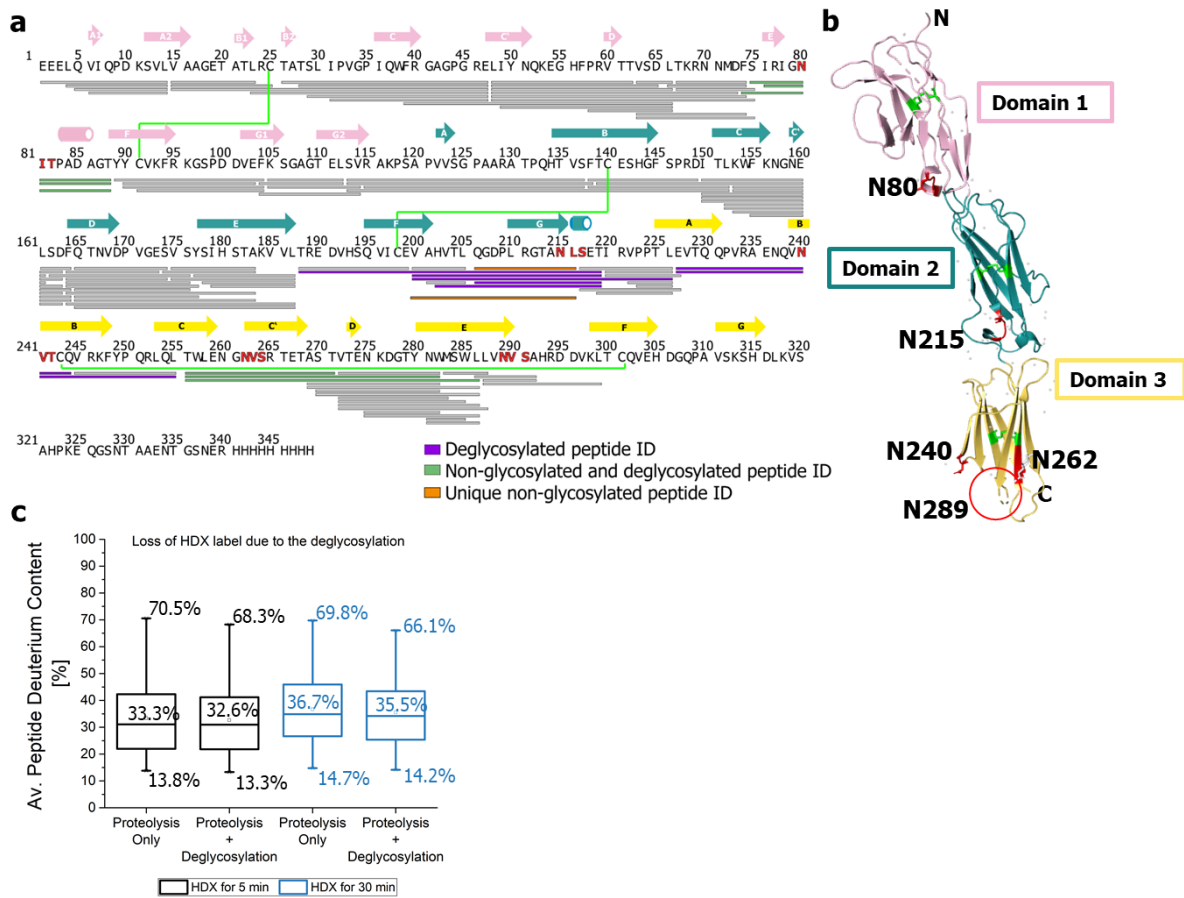 a
A1 A2 B1 B2 C C' D E
1 5 10 15 20 25 30 35 40 45 50 55 60 65 70 75 80
EEELQ VIQPD KSVLV AAGET ATLRC TATSL IPVGP IQWFR GAGPG RELIY NQKEG HFPRV TTVSD LTKRN NMDFS IRIGN
F G1 G2 A B C C'
81 85 90 95 100 105 110 115 120 125 130 135 140 145 150 155 160
ITPAD AGTYY CVKFR KGSPD DVEFK SGAGT ELSVR AKPSA PVVSG PAARA TPQHT VSFTC ESHGF SPRDI TLKWF KNGNE
D E F G A B
161 165 170 175 180 185 190 195 200 205 210 215 220 225 230 235 240
LSDFQ TNVDP VGESV SYSIH STAKV VLTRE DVHSQ VICEV AHVTL QGDPL RGTAN LSETI RVPPT LEVTQ QPVRA ENQVN
B C C' D E F G
241 245 250 255 260 265 270 275 280 285 290 295 300 305 310 315 320
VTCQV RKFYP QRLQL TWLEN GNVSR TETAS TVTEN KDGTY NWMSW LLVNV SAHRD DVKLT CQVEH DGQPA VSKSH DLKVS
321 325 330 335 340 345
AHPKE QGSNT AAENT GSNER HHHHH HHHH
Deglycosylated peptide ID
Non-glycosylated and deglycosylated peptide ID
Unique non-glycosylated peptide ID
b
N
Domain 1
N80
Domain 2
N215
Domain 3
N240
N262
C
N289
c
Loss of HDX label due to the deglycosylation
Av. Peptide Deuterium Content
[%]
100
90
80
70
60
50
40
30
20
10
0
70.5% 68.3% 69.8% 66.1%
33.3% 32.6% 36.7% 35.5%
13.8% 13.3% 14.7% 14.2%
Proteolysis
Only
Proteolysis
+
Deglycosylation
Proteolysis
Only
Proteolysis
+
Deglycosylation
HDX for 5 min HDX for 30 min